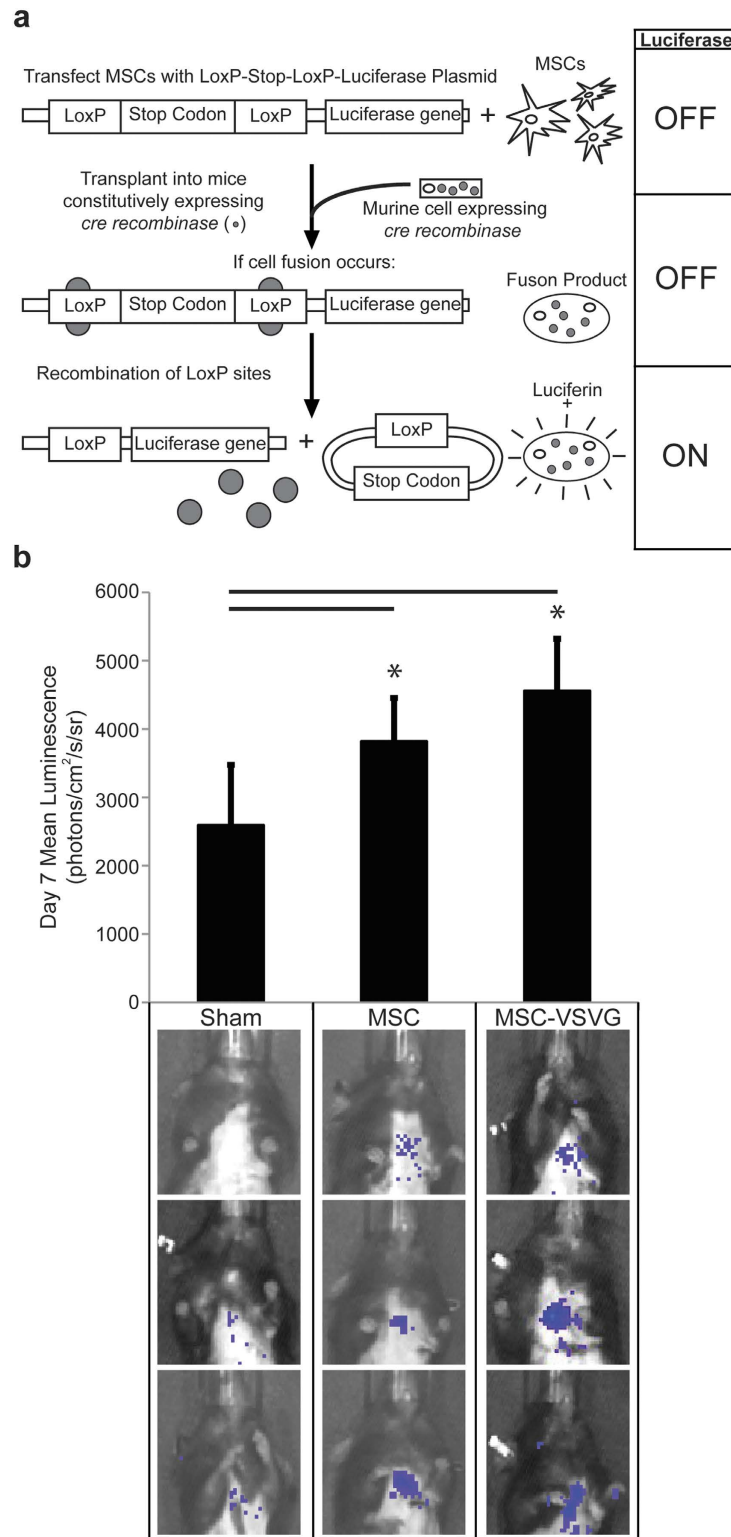 a
Luciferase
Transfect MSCs with LoxP-Stop-LoxP-Luciferase Plasmid
MSCs
LoxP Stop Codon LoxP Luciferase gene + OFF
Transplant into mice
constitutively expressing
cre recombinase ( )
Murine cell expressing
cre recombinase
If cell fusion occurs:
Fuson Product
OFF
LoxP Stop Codon LoxP Luciferase gene
Recombination of LoxP sites
Luciferin
+
LoxP Luciferase gene + LoxP
Stop Codon
ON
b
Day 7 Mean Luminescence
(photons/cm²/s/sr)
6000
5000
4000
3000
2000
1000
0
*
*
Sham MSC MSC-VSVG